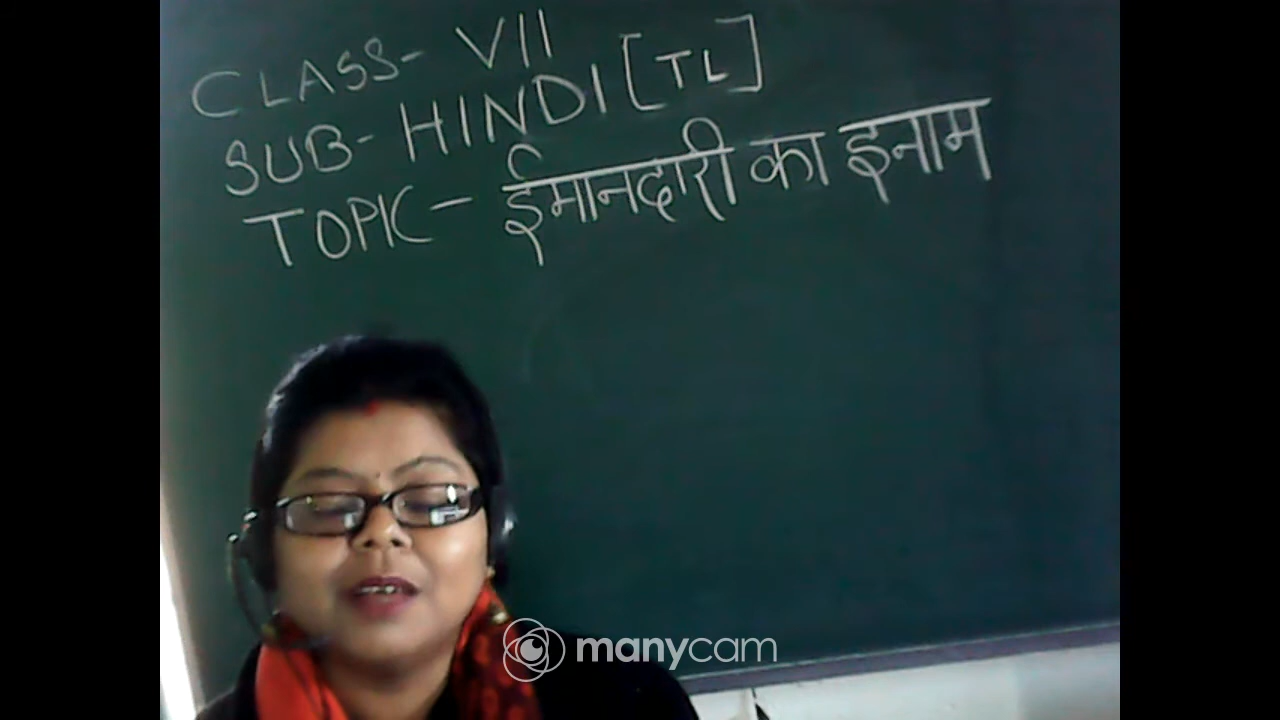 CLASS- VII
SUB- HINDI [TL]
TOPIC - ईमानदारी का इनाम
manycam